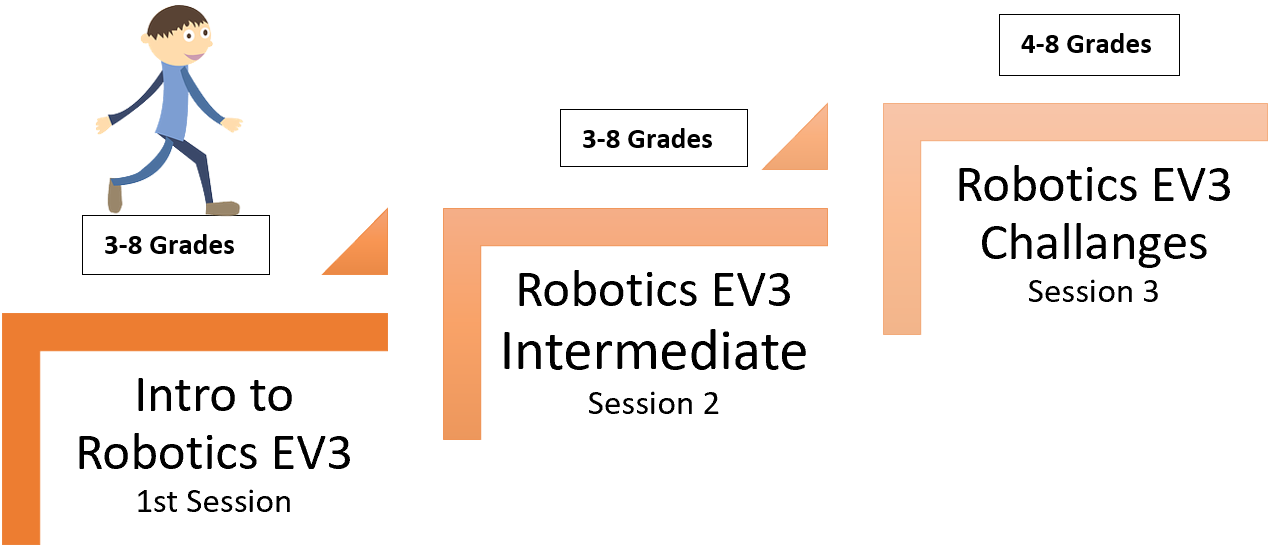 3-8 Grades
Intro to
Robotics EV3
1st Session
3-8 Grades
Robotics EV3
Intermediate
Session 2
4-8 Grades
Robotics EV3
Challanges
Session 3